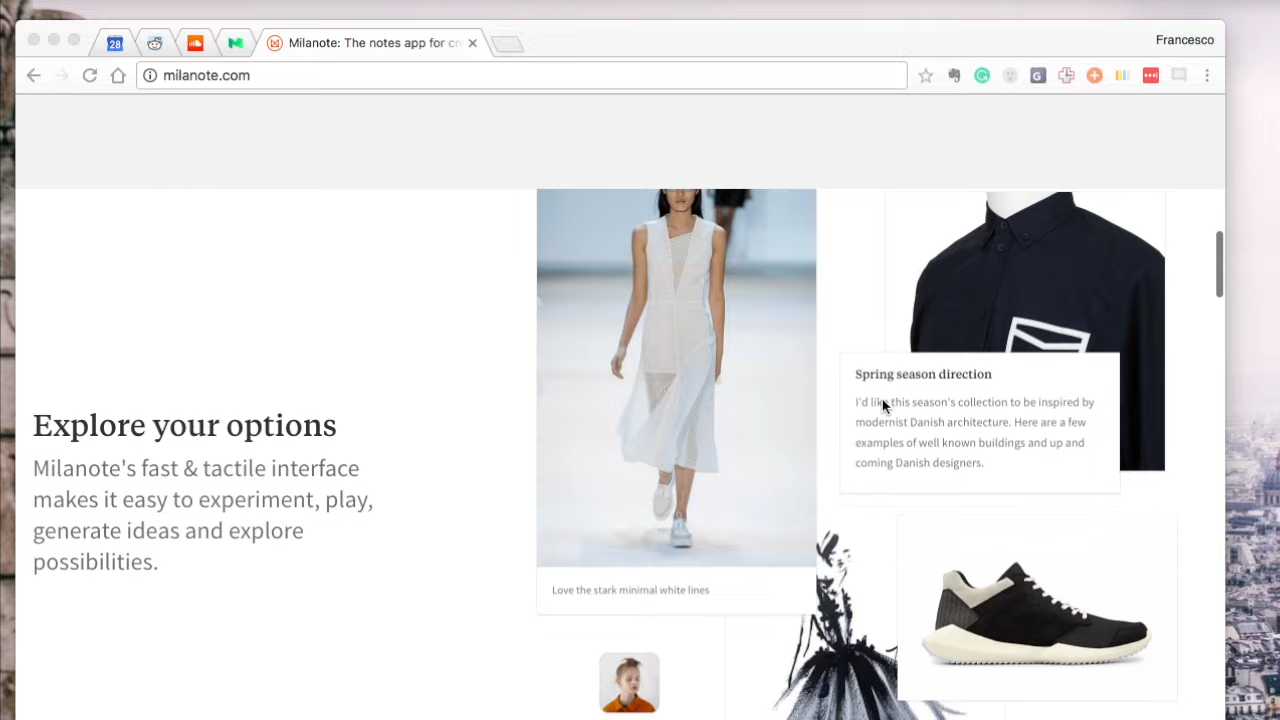 28
Milanote: The notes app for cre
Francesco
milanote.com
G
Explore your options
Milanote's fast & tactile interface
makes it easy to experiment, play,
generate ideas and explore
possibilities.
Spring season direction
I'd like this season's collection to be inspired by
modernist Danish architecture. Here are a few
examples of well known buildings and up and
coming Danish designers.
Love the stark minimal white lines